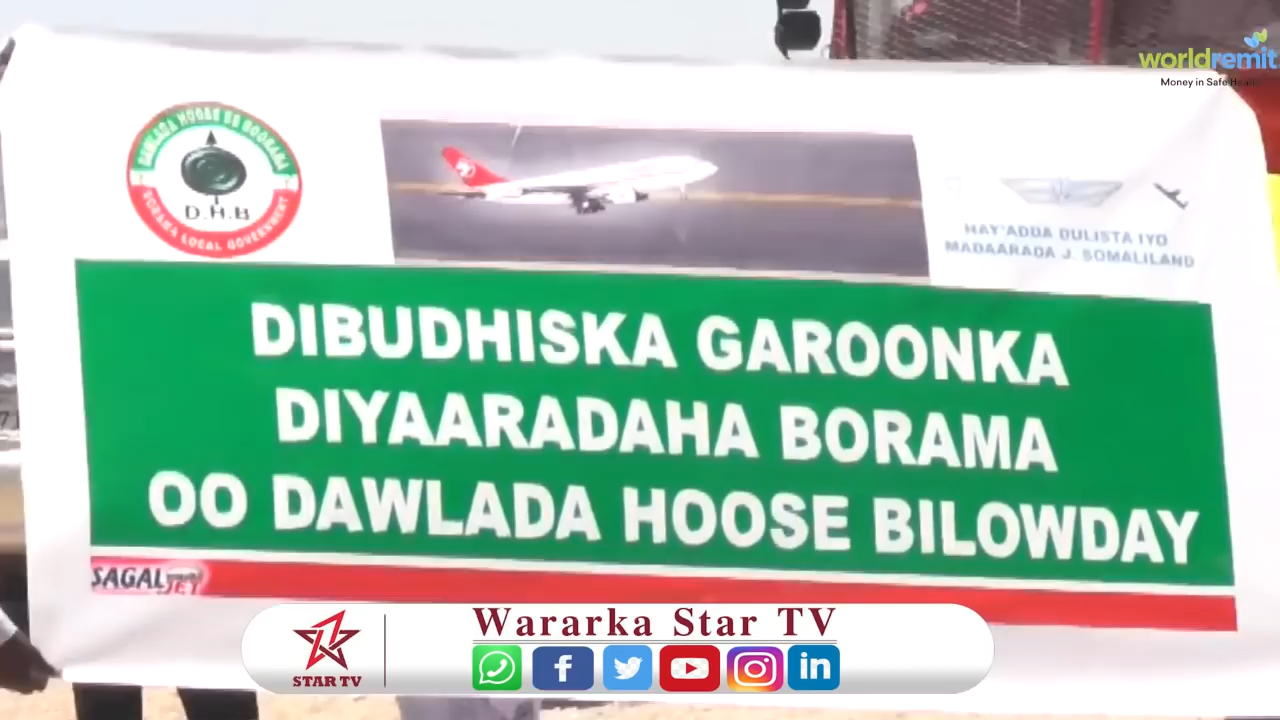 worldremit
Money in Safe
DAWLADA HOOSE EE BOORAMA
D.H.B
BORAMA LOCAL GOVERNMENT
HAY'ADDA DULISTA IYO
MADAARADA J. SOMALILAND
DIBUDHISKA GAROONKA
DIYAARADAHA BORAMA
OO DAWLADA HOOSE BILOWDAY
SAGAL JET
Wararka Star TV
STAR TV